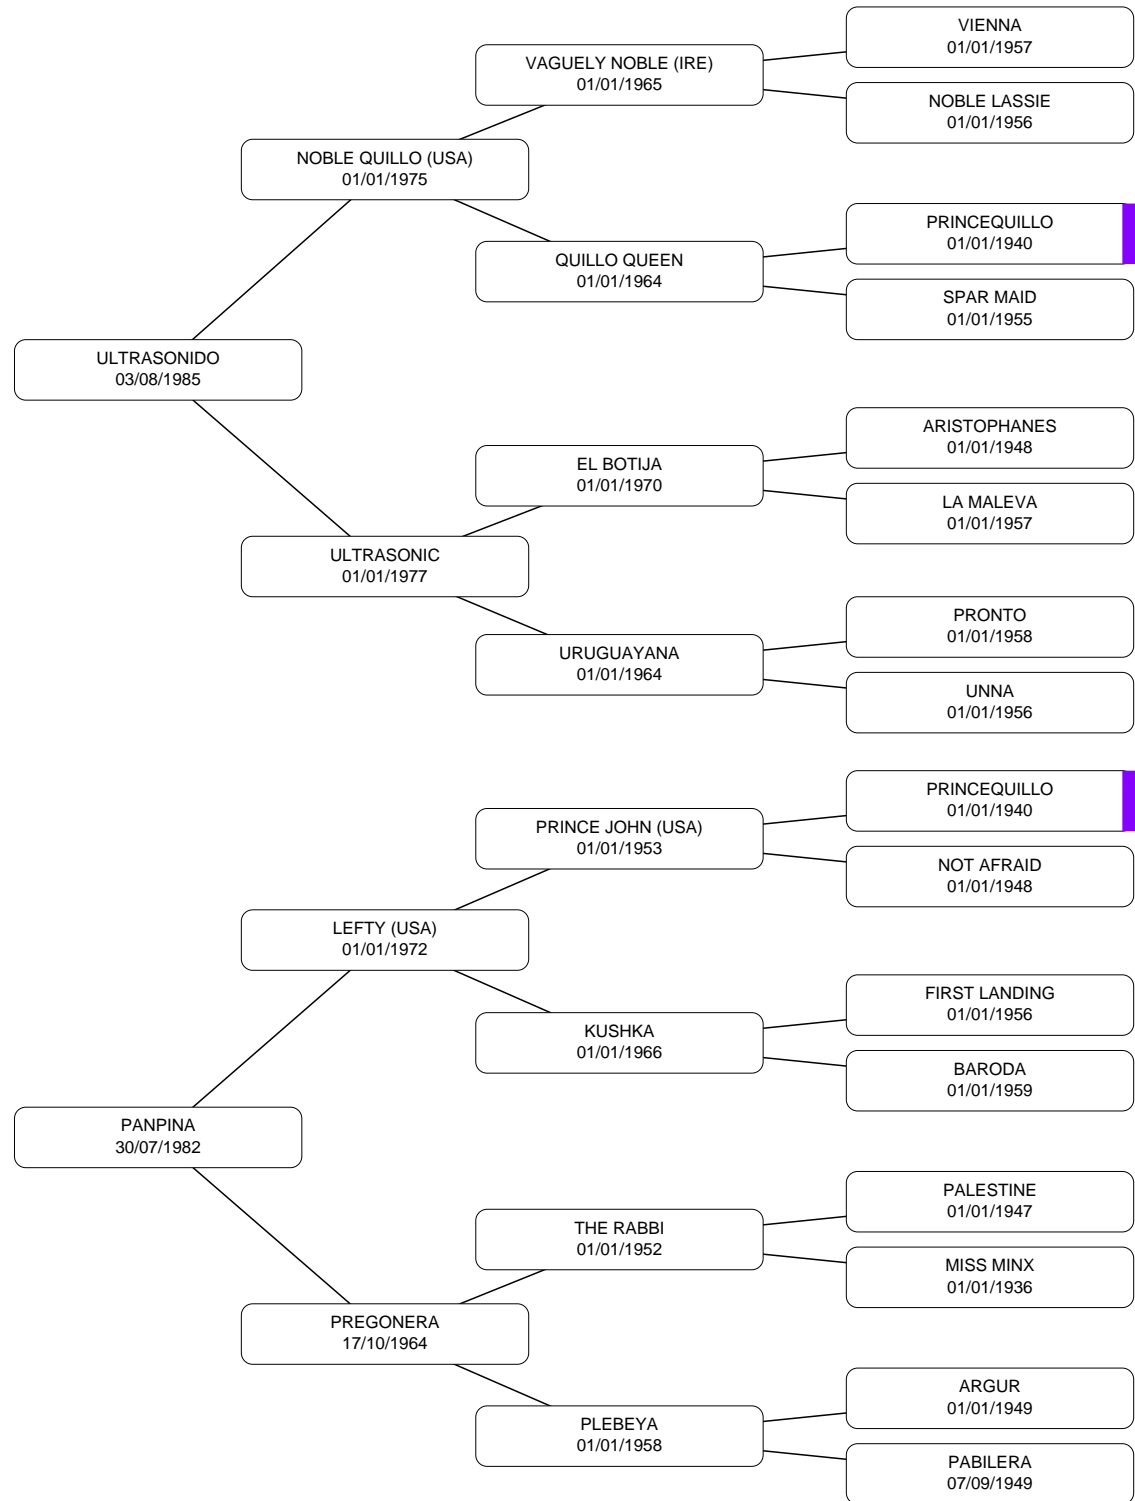 VIENNA
01/01/1957
VAGUELY NOBLE (IRE)
01/01/1965
NOBLE LASSIE
01/01/1956
NOBLE QUILLO (USA)
01/01/1975
PRINCEQUILLO
01/01/1940
QUILLO QUEEN
01/01/1964
SPAR MAID
01/01/1955
ULTRASONIDO
03/08/1985
ARISTOPHANES
01/01/1948
EL BOTIJA
01/01/1970
LA MALEVA
01/01/1957
ULTRASONIC
01/01/1977
PRONTO
01/01/1958
URUGUAYANA
01/01/1964
UNNA
01/01/1956
PRINCEQUILLO
01/01/1940
PRINCE JOHN (USA)
01/01/1953
NOT AFRAID
01/01/1948
LEFTY (USA)
01/01/1972
FIRST LANDING
01/01/1956
KUSHKA
01/01/1966
BARODA
01/01/1959
PANPINA
30/07/1982
PALESTINE
01/01/1947
THE RABBI
01/01/1952
MISS MINX
01/01/1936
PREGONERA
17/10/1964
ARGUR
01/01/1949
PLEBEYA
01/01/1958
PABILERA
07/09/1949